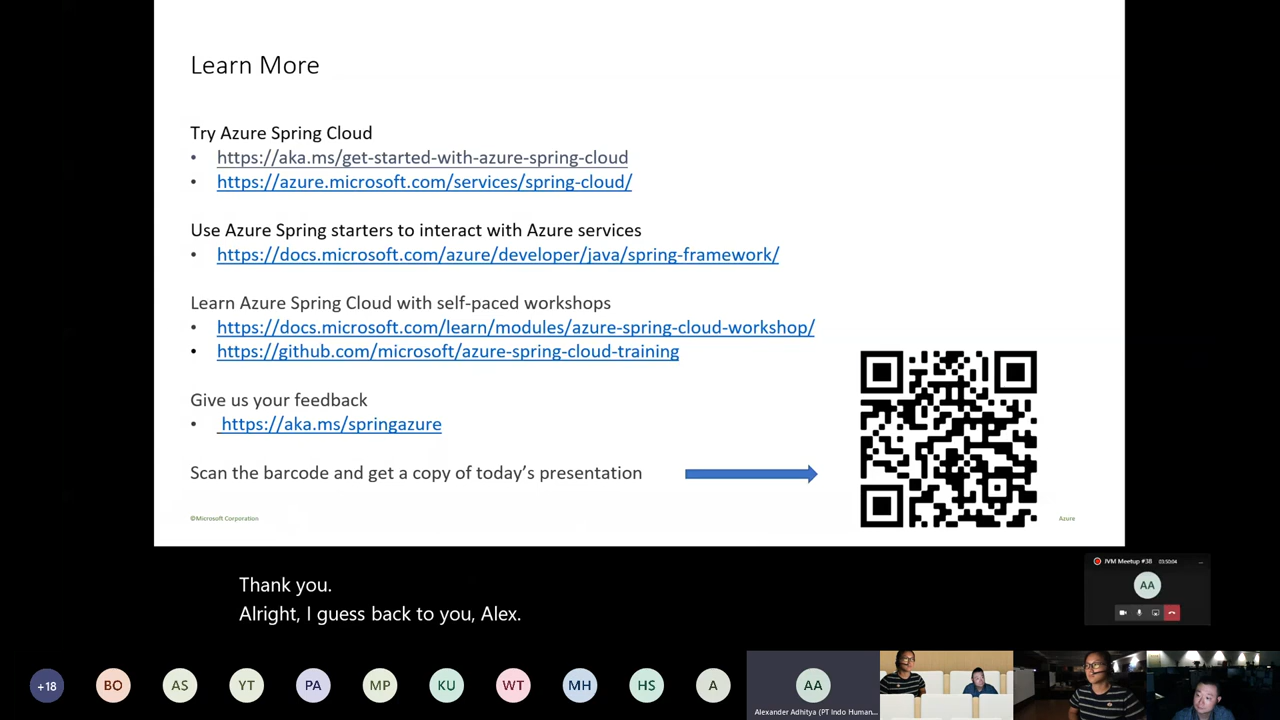 Learn More
Try Azure Spring Cloud
• https://aka.ms/get-started-with-azure-spring-cloud
• https://azure.microsoft.com/services/spring-cloud/
Use Azure Spring starters to interact with Azure services
• https://docs.microsoft.com/azure/developer/java/spring-framework/
Learn Azure Spring Cloud with self-paced workshops
• https://docs.microsoft.com/learn/modules/azure-spring-cloud-workshop/
• https://github.com/microsoft/azure-spring-cloud-training
Give us your feedback
• https://aka.ms/springazure
Scan the barcode and get a copy of today's presentation
©Microsoft Corporation
Azure
Thank you.
Alright, I guess back to you, Alex.
JVM Meetup #38 03:50:04 ...
AA
+18 BO AS YT PA MP KU WT MH HS A AA
Alexander Adhitya (PT Indo Human...